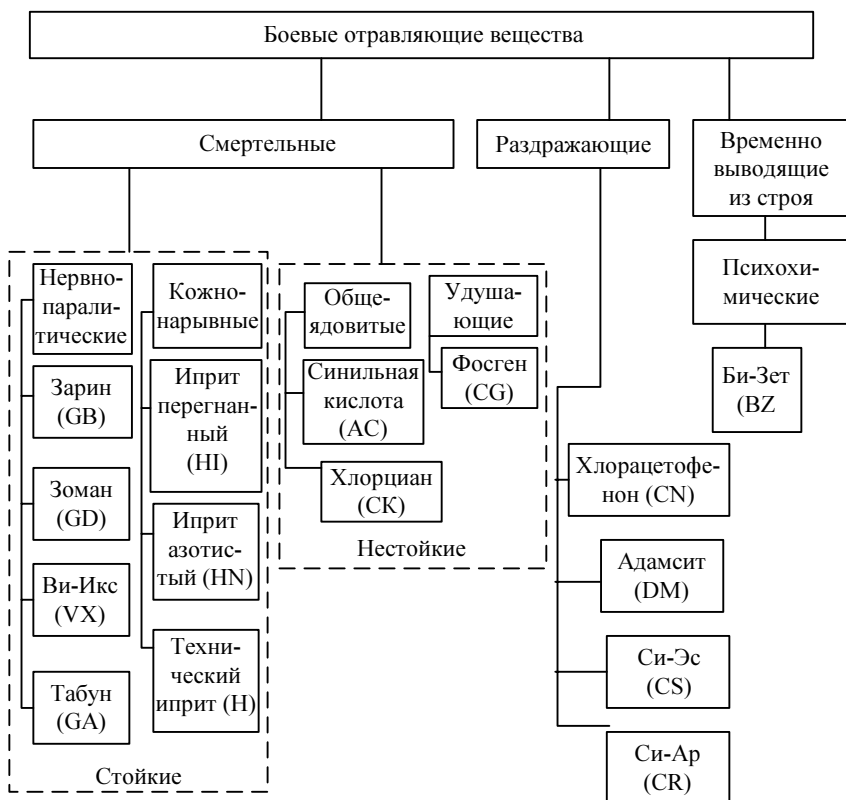 Боевые отравляющие вещества
Смертельные
Раздражающие
Временно
выводящие
из строя
Нервно-
парали-
тические
Зарин
(GB)
Зоман
(GD)
Ви-Икс
(VX)
Табун
(GA)
Кожно-
нарывные
Иприт
перегнан-
ный
(HI)
Иприт
азотис-
тый (HN)
Техни-
ческий
иприт (H)
Стойкие
Обще-
ядовитые
Синильная
кислота
(AC)
Хлорциан
(СК)
Удуша-
ющие
Фосген
(CG)
Нестойкие
Хлорацетофе-
нон (CN)
Адамсит
(DM)
Си-Эс
(CS)
Си-Ар
(CR)
Психохи-
мические
Би-Зет
(BZ